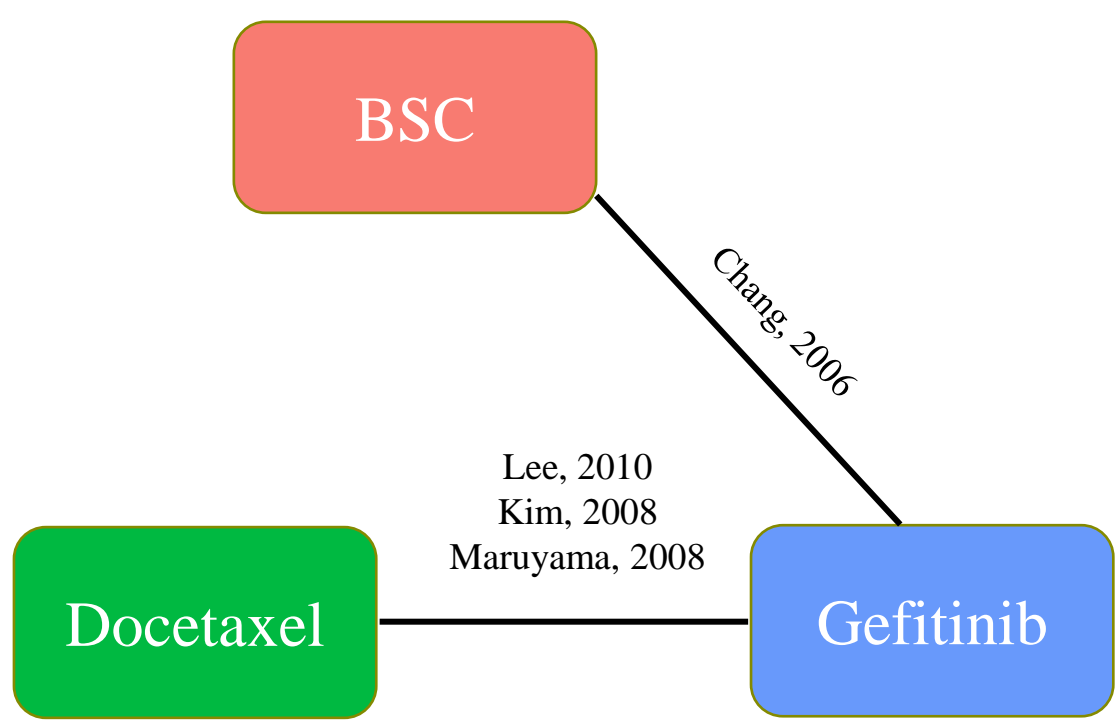 BSC
Chang, 2006
Lee, 2010
Kim, 2008
Maruyama, 2008
Docetaxel
Gefitinib